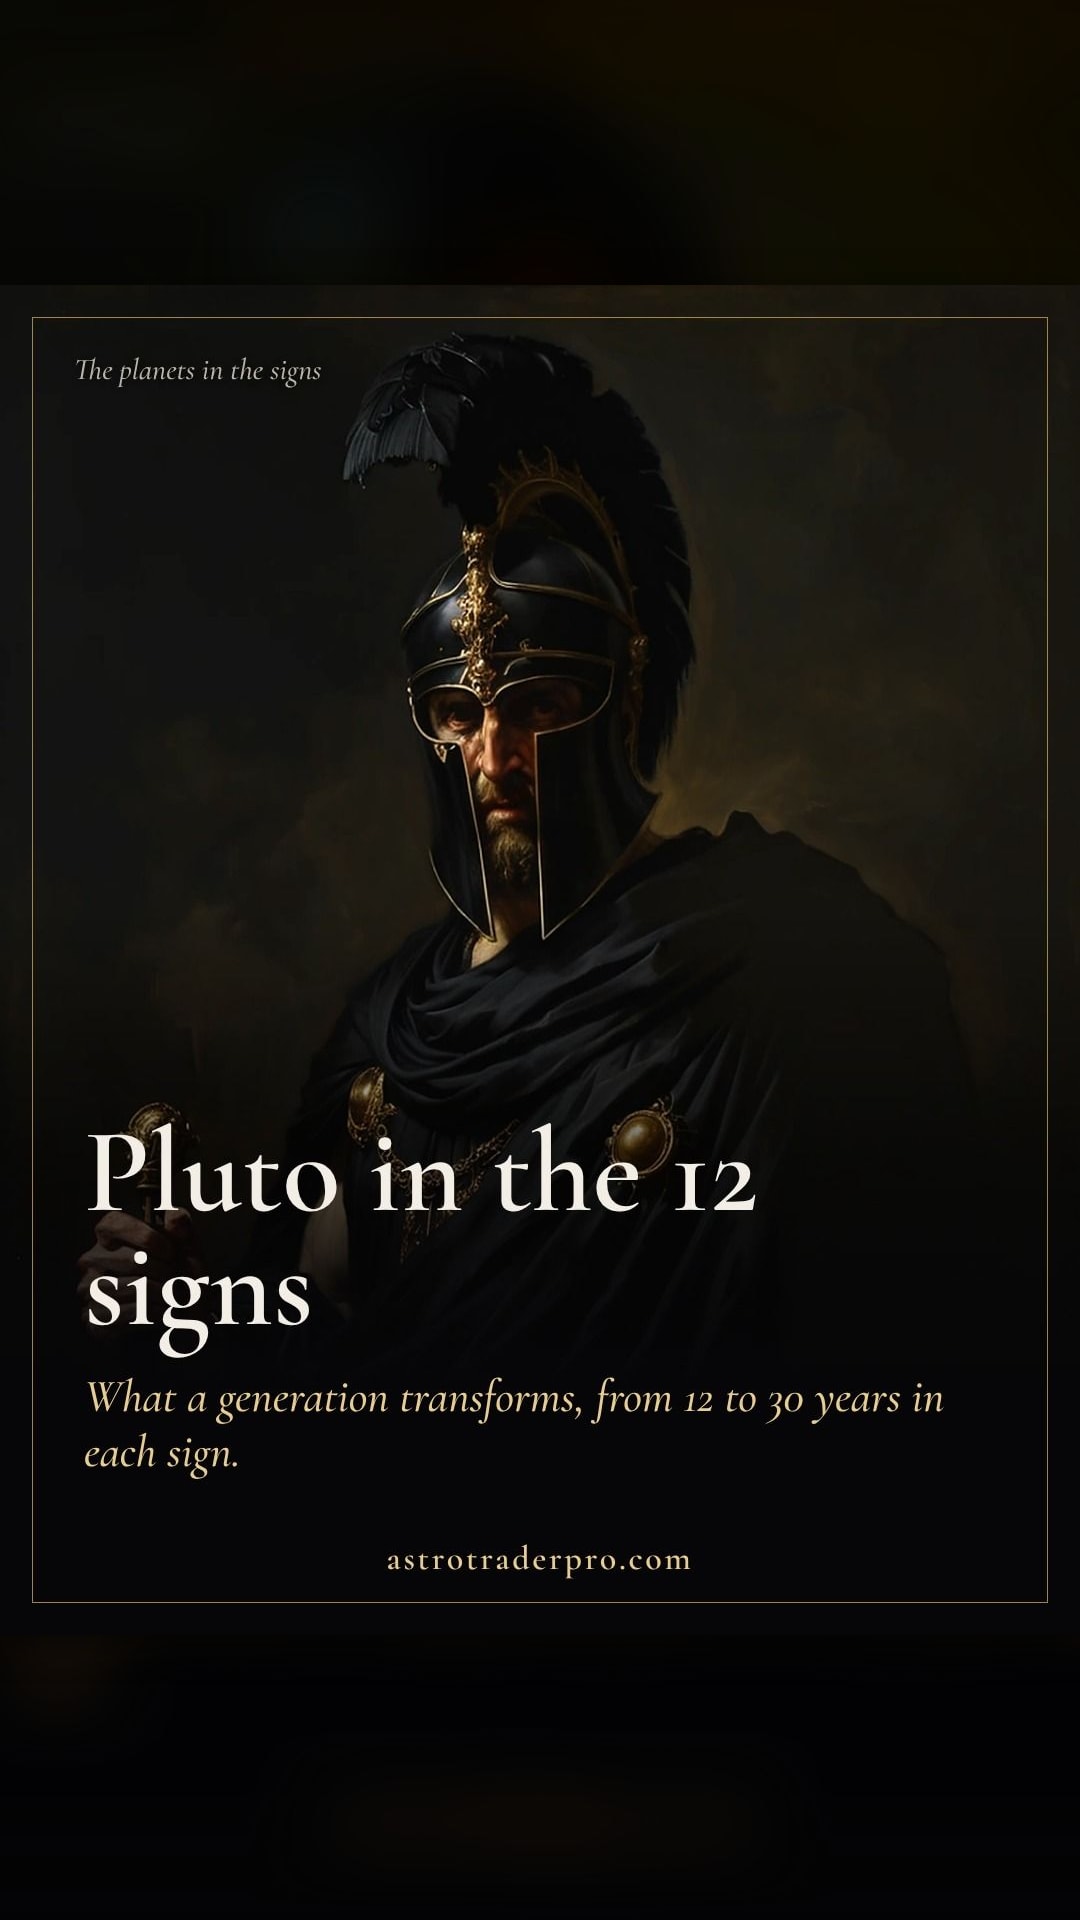 The planets in the signs
Pluto in the 12
signs
What a generation transforms, from 12 to 30 years in
each sign.
astrotraderpro.com